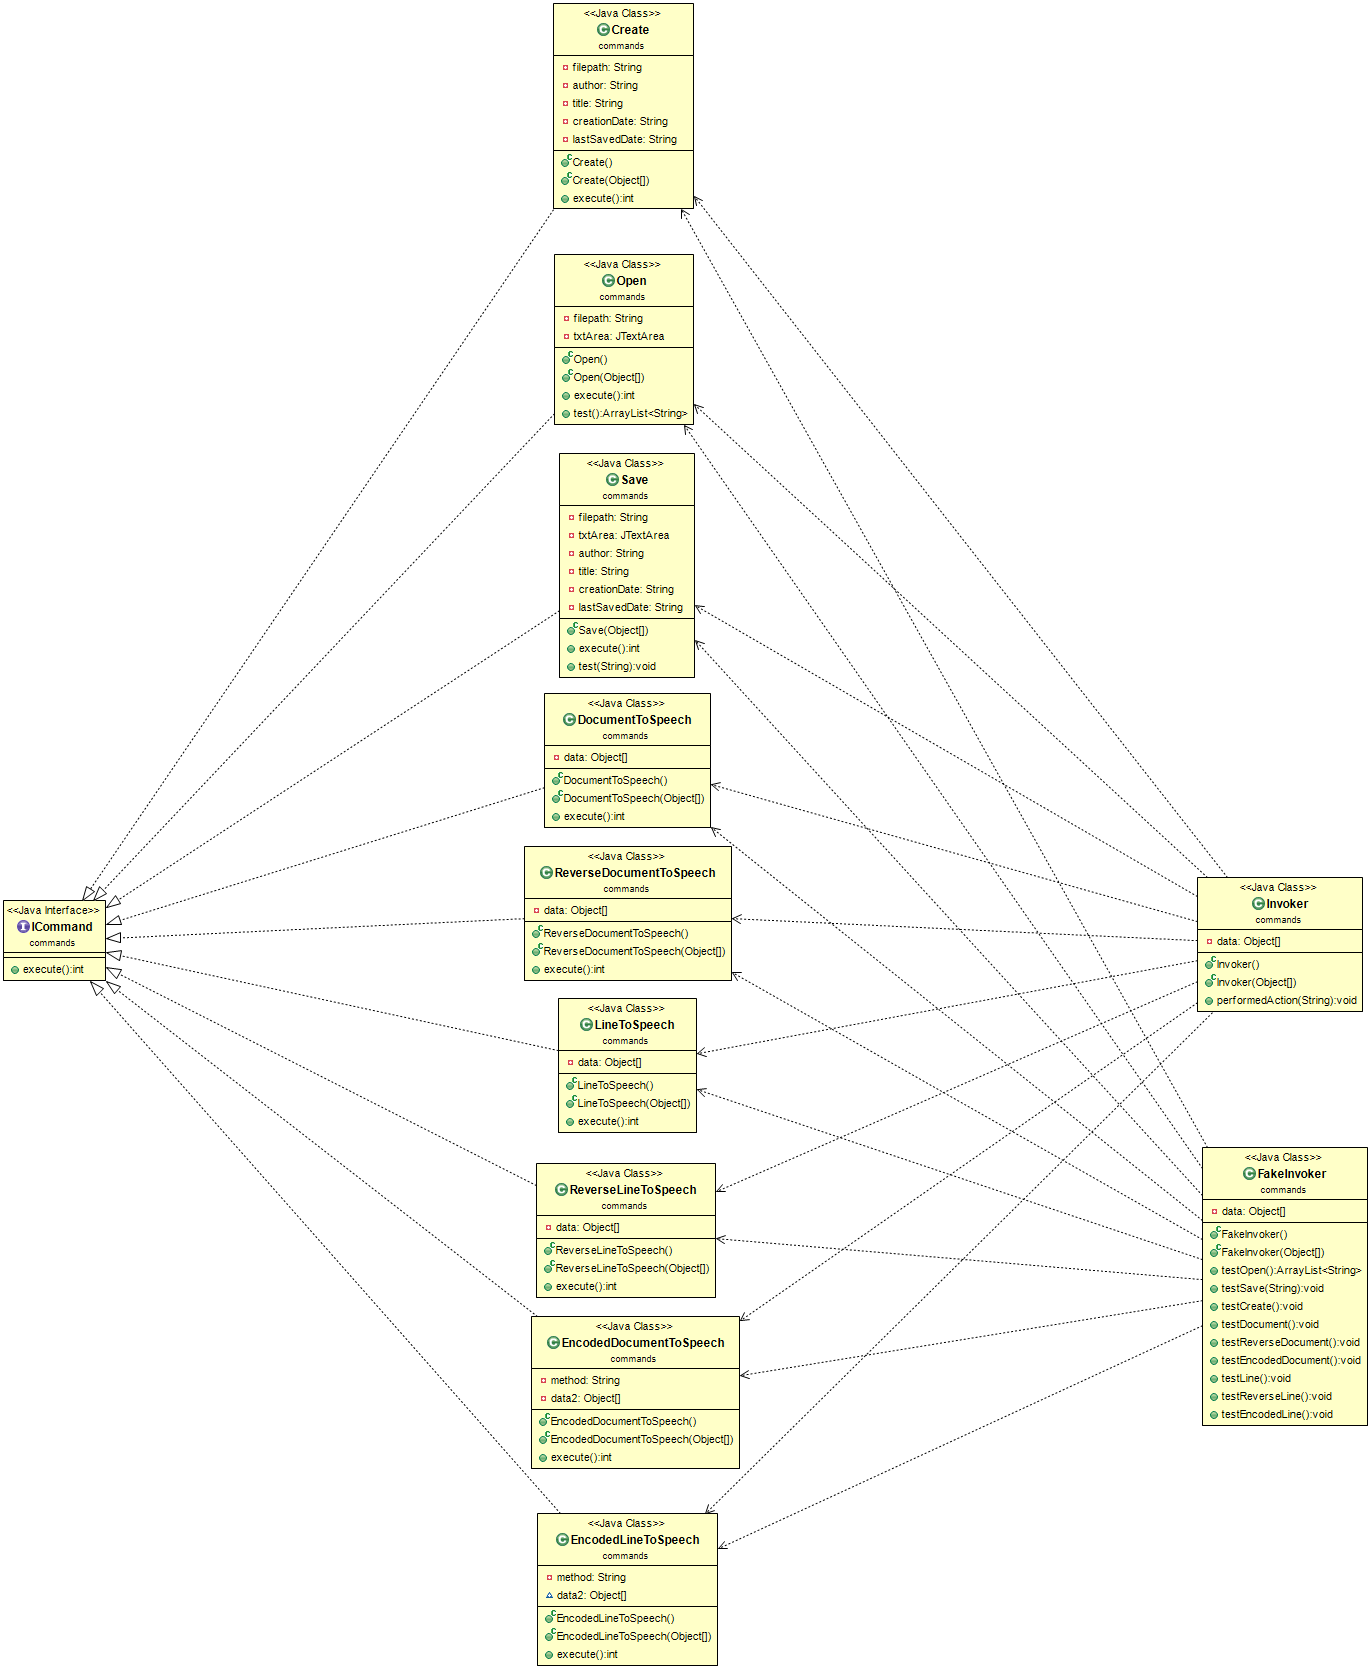 <<Java Class>>
Create
commands
filepath: String
author: String
title: String
creationDate: String
lastSavedDate: String
Create()
Create(Object[])
execute():int
<<Java Class>>
Open
commands
filepath: String
txtArea: JTextArea
Open()
Open(Object[])
execute():int
test():ArrayList<String>
<<Java Class>>
Save
commands
filepath: String
txtArea: JTextArea
author: String
title: String
creationDate: String
lastSavedDate: String
Save(Object[])
execute():int
test(String):void
<<Java Class>>
DocumentToSpeech
commands
data: Object[]
DocumentToSpeech()
DocumentToSpeech(Object[])
execute():int
<<Java Class>>
ReverseDocumentToSpeech
commands
data: Object[]
ReverseDocumentToSpeech()
ReverseDocumentToSpeech(Object[])
execute():int
<<Java Interface>>
ICommand
commands
execute():int
<<Java Class>>
Invoker
commands
data: Object[]
Invoker()
Invoker(Object[])
performedAction(String):void
<<Java Class>>
LineToSpeech
commands
data: Object[]
LineToSpeech()
LineToSpeech(Object[])
execute():int
<<Java Class>>
ReverseLineToSpeech
commands
data: Object[]
ReverseLineToSpeech()
ReverseLineToSpeech(Object[])
execute():int
<<Java Class>>
FakeInvoker
commands
data: Object[]
FakeInvoker()
FakeInvoker(Object[])
testOpen():ArrayList<String>
testSave(String):void
testCreate():void
testDocument():void
testReverseDocument():void
testEncodedDocument():void
testLine():void
testReverseLine():void
testEncodedLine():void
<<Java Class>>
EncodedDocumentToSpeech
commands
method: String
data2: Object[]
EncodedDocumentToSpeech()
EncodedDocumentToSpeech(Object[])
execute():int
<<Java Class>>
EncodedLineToSpeech
commands
method: String
data2: Object[]
EncodedLineToSpeech()
EncodedLineToSpeech(Object[])
execute():int